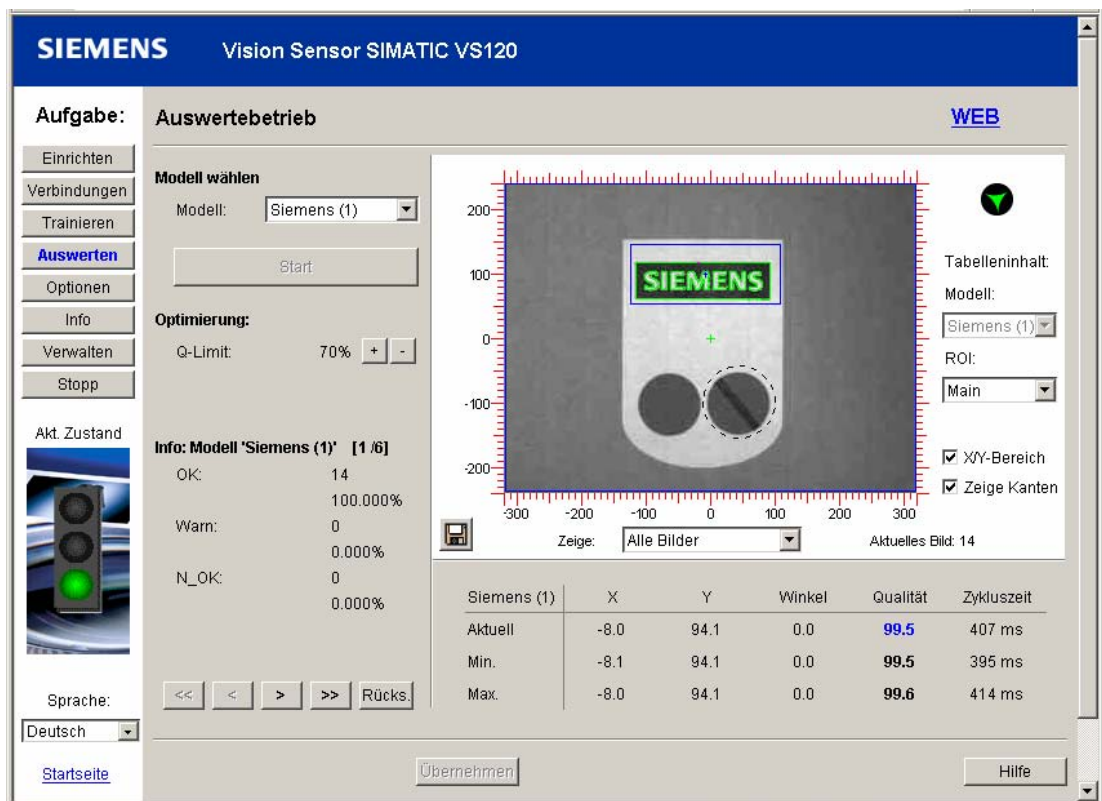 SIEMENS Vision Sensor SIMATIC VS120
Aufgabe:
Einrichten
Verbindungen
Trainieren
Auswerten
Optionen
Info
Verwalten
Stopp
Akt. Zustand
Sprache:
Deutsch
Startseite
Auswertebetrieb
WEB
Modell wählen
Modell: Siemens (1)
Start
Optimierung:
Q-Limit: 70% + -
Info: Modell 'Siemens (1)' [1 /6]
OK: 14
100.000%
Warn: 0
0.000%
N_OK: 0
0.000%
<< < > >> Rücks.
200
100
0
-100
-200
SIEMENS
-300 -200 -100 0 100 200 300
Zeige: Alle Bilder Aktuelles Bild: 14
Tabelleninhalt:
Modell:
Siemens (1)
ROI:
Main
X/Y-Bereich
Zeige Kanten
Siemens (1) X Y Winkel Qualität Zykluszeit
Aktuell -8.0 94.1 0.0 99.5 407 ms
Min. -8.1 94.1 0.0 99.5 395 ms
Max. -8.0 94.1 0.0 99.6 414 ms
Übernehmen
Hilfe